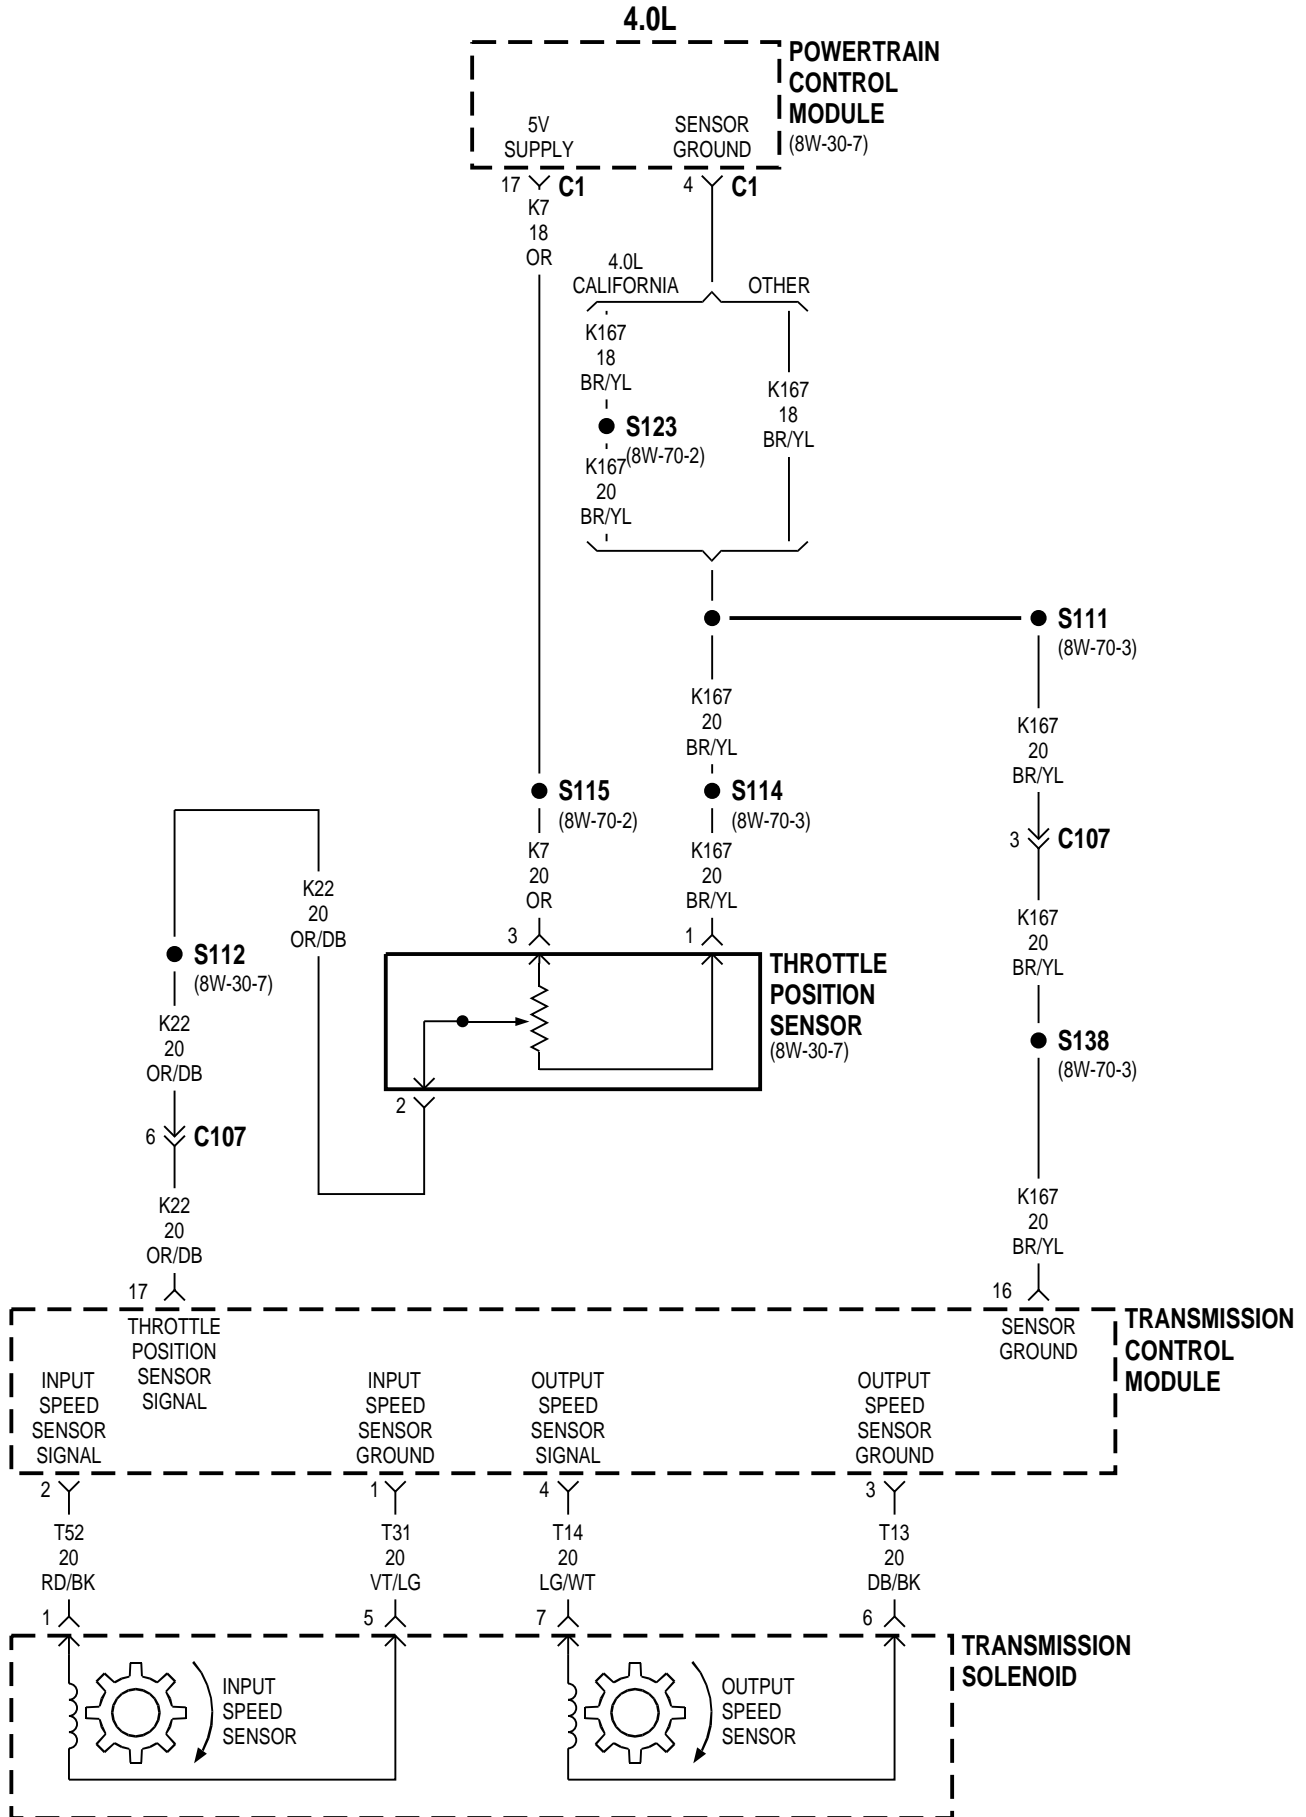 4.0L
POWERTRAIN
CONTROL
MODULE
(8W-30-7)
5V
SUPPLY
SENSOR
GROUND
17
C1
4
C1
K7
18
OR
4.0L
CALIFORNIA
OTHER
K167
18
BR/YL
K167
18
BR/YL
S123
(8W-70-2)
K167
20
BR/YL
S111
(8W-70-3)
K167
20
BR/YL
K167
20
BR/YL
S115
(8W-70-2)
S114
(8W-70-3)
3
C107
K7
20
OR
K167
20
BR/YL
K22
20
OR/DB
K167
20
BR/YL
3
1
S112
(8W-30-7)
THROTTLE
POSITION
SENSOR
(8W-30-7)
K22
20
OR/DB
S138
(8W-70-3)
2
6
C107
K22
20
OR/DB
K167
20
BR/YL
17
16
TRANSMISSION
CONTROL
MODULE
THROTTLE
POSITION
SENSOR
SIGNAL
SENSOR
GROUND
INPUT
SPEED
SENSOR
SIGNAL
INPUT
SPEED
SENSOR
GROUND
OUTPUT
SPEED
SENSOR
SIGNAL
OUTPUT
SPEED
SENSOR
GROUND
2
1
4
3
T52
20
RD/BK
T31
20
VT/LG
T14
20
LG/WT
T13
20
DB/BK
1
5
7
6
TRANSMISSION
SOLENOID
INPUT
SPEED
SENSOR
OUTPUT
SPEED
SENSOR